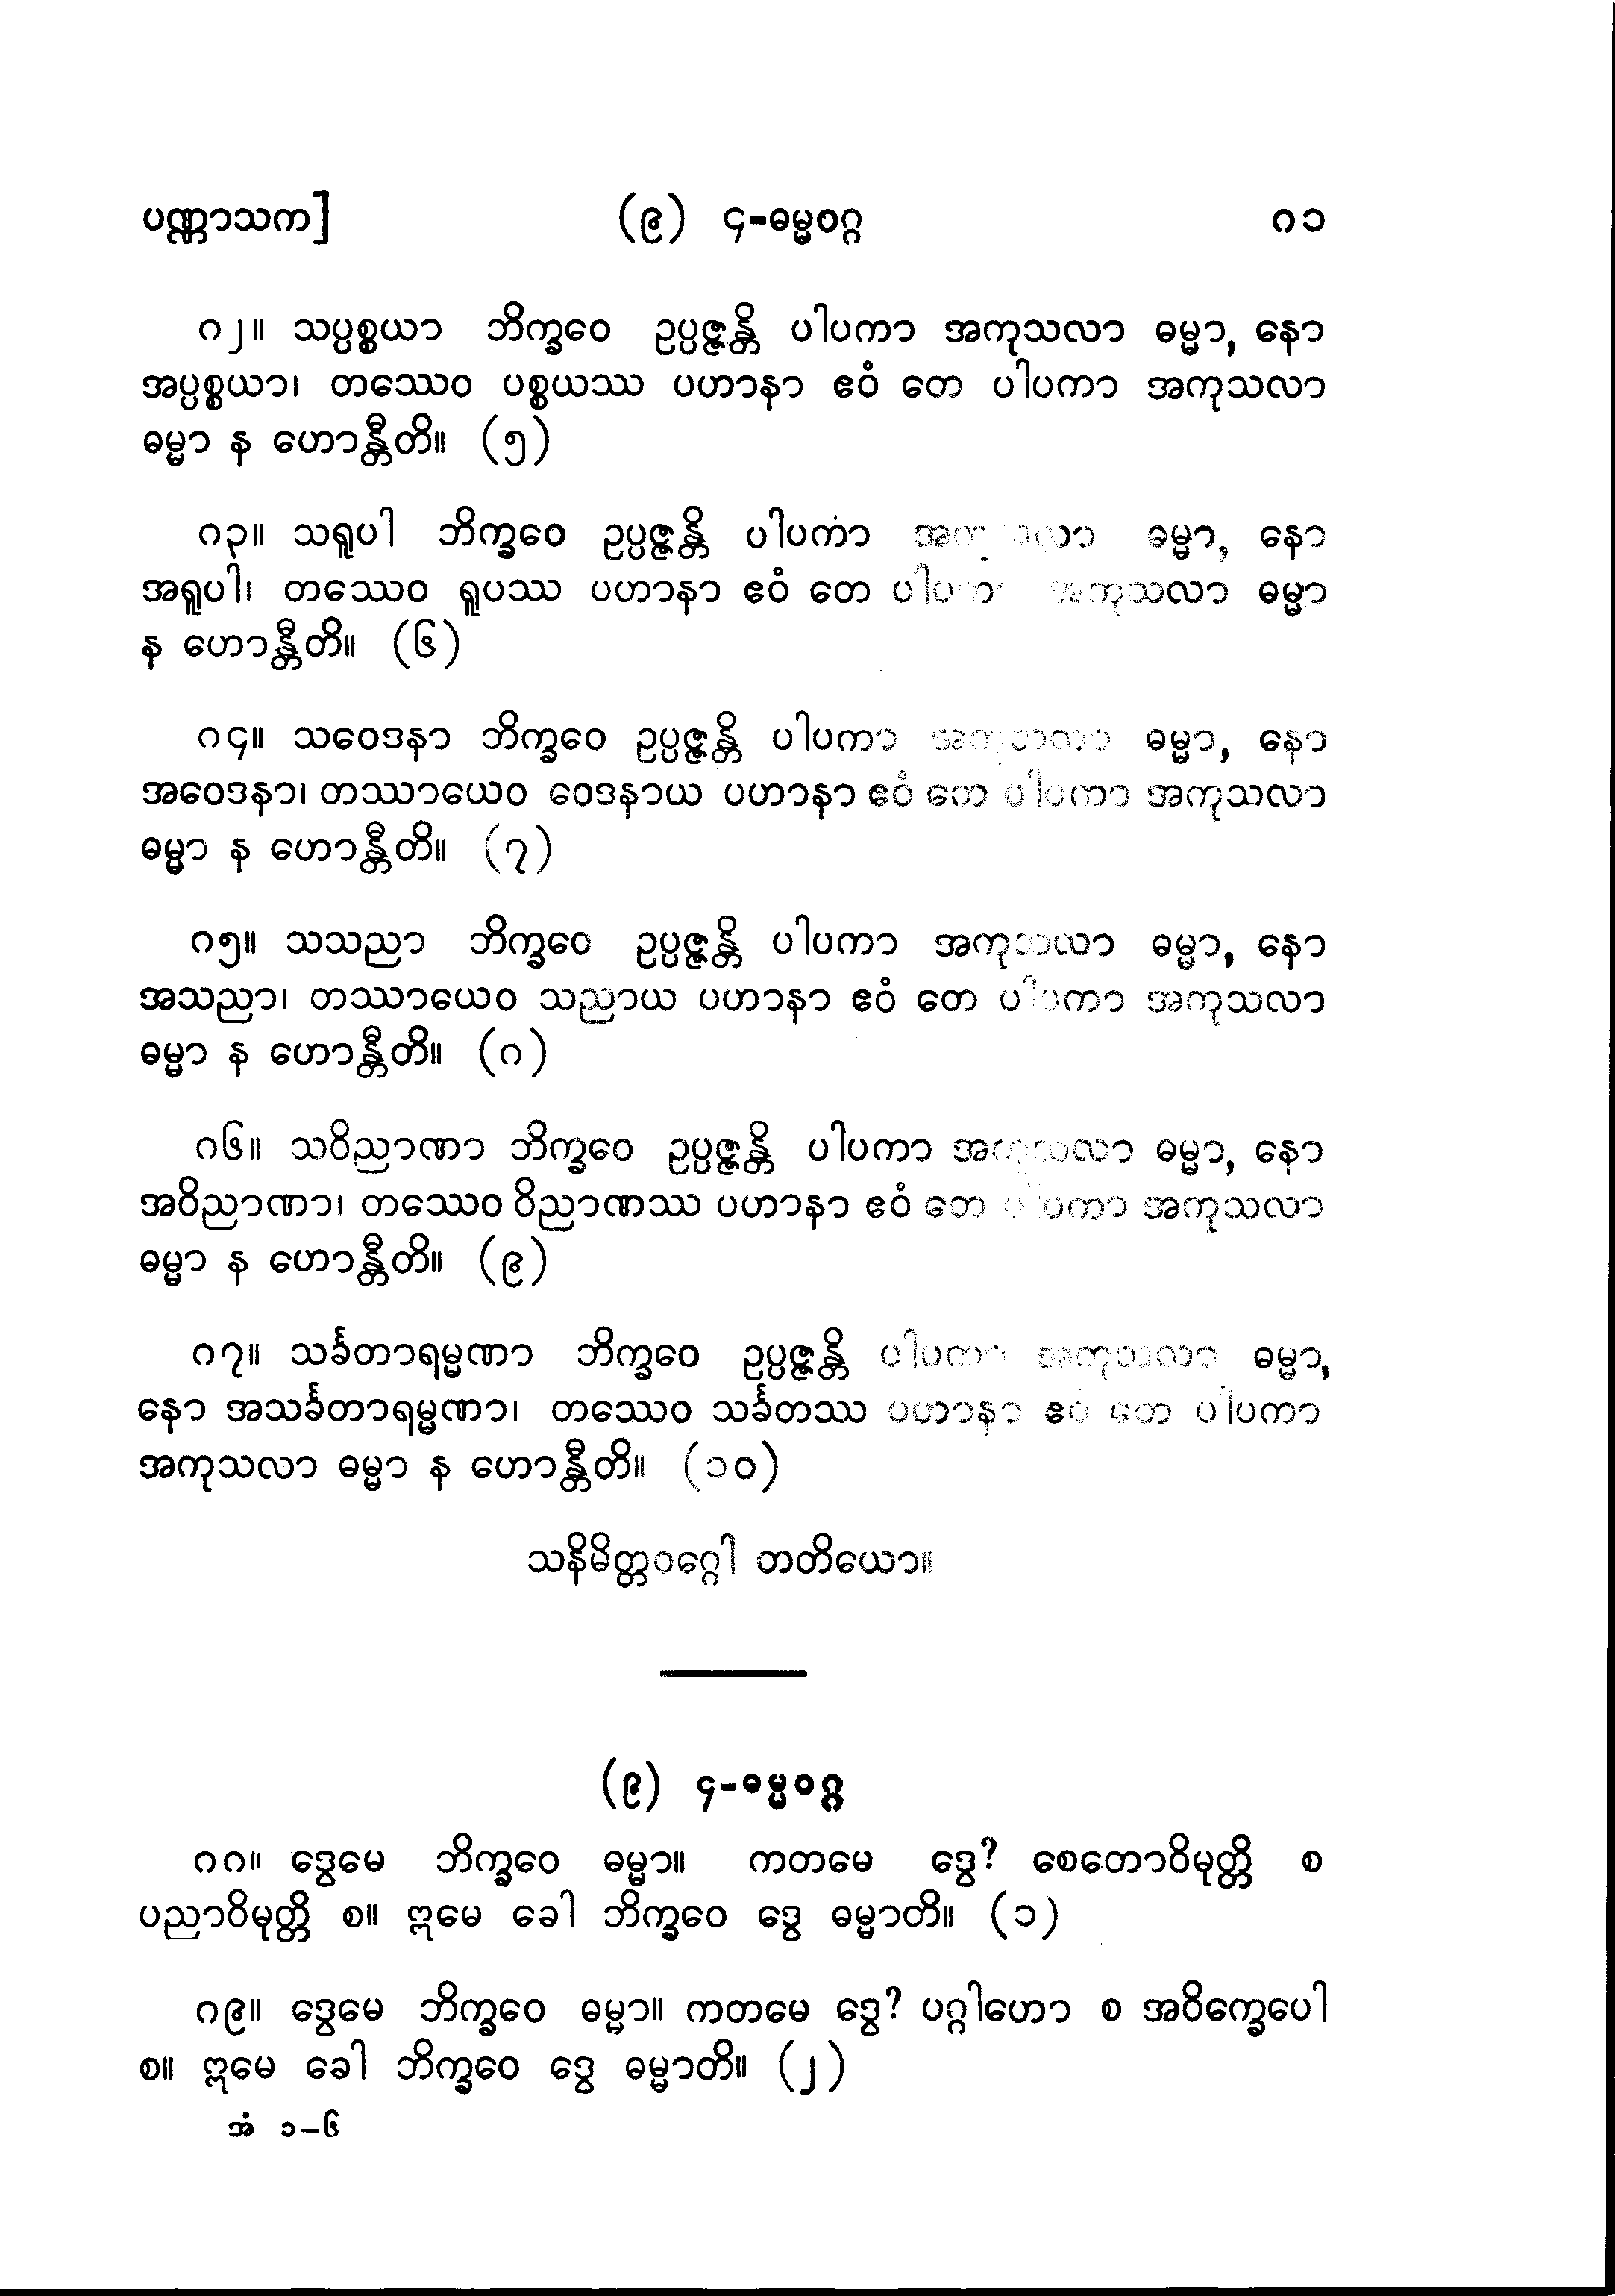 ပဏ္ဏာသက] (၉) ၄-ဓမ္မဝဂ္ဂ ၈၁
၈၂။ သပ္ပစ္စယာ ဘိက္ခဝေ ဥပ္ပဇ္ဇန္တိ ပါပကာ အကုသလာ ဓမ္မာ, နော
အပ္ပစ္စယာ၊ တဿေဝ ပစ္စယဿ ပဟာနာ ဧဝံ တေ ပါပကာ အကုသလာ
ဓမ္မာ န ဟောန္တီတိ။ (၅)
၈၃။ သရူပါ ဘိက္ခဝေ ဥပ္ပဇ္ဇန္တိ ပါပကာ အကုသလာ ဓမ္မာ, နော
အရူပါ၊ တဿေဝ ရူပဿ ပဟာနာ ဧဝံ တေ ပါပကာ အကုသလာ ဓမ္မာ
န ဟောန္တီတိ။ (၆)
၈၄။ သဝေဒနာ ဘိက္ခဝေ ဥပ္ပဇ္ဇန္တိ ပါပကာ အကုသလာ ဓမ္မာ, နော
အဝေဒနာ၊ တဿာယေဝ ဝေဒနာယ ပဟာနာ ဧဝံ တေ ပါပကာ အကုသလာ
ဓမ္မာ န ဟောန္တီတိ။ (၇)
၈၅။ သသညာ ဘိက္ခဝေ ဥပ္ပဇ္ဇန္တိ ပါပကာ အကုသလာ ဓမ္မာ, နော
အသညာ၊ တဿာယေဝ သညာယ ပဟာနာ ဧဝံ တေ ပါပကာ အကုသလာ
ဓမ္မာ န ဟောန္တီတိ။ (၈)
၈၆။ သဝိညာဏာ ဘိက္ခဝေ ဥပ္ပဇ္ဇန္တိ ပါပကာ အကုသလာ ဓမ္မာ, နော
အဝိညာဏာ၊ တဿေဝ ဝိညာဏဿ ပဟာနာ ဧဝံ တေ ပါပကာ အကုသလာ
ဓမ္မာ န ဟောန္တီတိ။ (၉)
၈၇။ သင်္ခတာရမ္မဏာ ဘိက္ခဝေ ဥပ္ပဇ္ဇန္တိ ပါပကာ အကုသလာ ဓမ္မာ,
နော အသင်္ခတာရမ္မဏာ၊ တဿေဝ သင်္ခတဿ ပဟာနာ ဧဝံ တေ ပါပကာ
အကုသလာ ဓမ္မာ န ဟောန္တီတိ။ (၁၀)
သနိမိတ္တဝဂ္ဂေါ တတိယော။
(၉) ၄-ဓမ္မဝဂ္ဂ
၈၈။ ဒွေမေ ဘိက္ခဝေ ဓမ္မာ။ ကတမေ ဒွေ? စေတောဝိမုတ္တိ စ
ပညာဝိမုတ္တိ စ။ ဣမေ ခေါ ဘိက္ခဝေ ဒွေ ဓမ္မာတိ။ (၁)
၈၉။ ဒွေမေ ဘိက္ခဝေ ဓမ္မာ။ ကတမေ ဒွေ? ပဂ္ဂါဟော စ အဝိက္ခေပေါ
စ။ ဣမေ ခေါ ဘိက္ခဝေ ဒွေ ဓမ္မာတိ။ (၂)
အံ ၁–၆